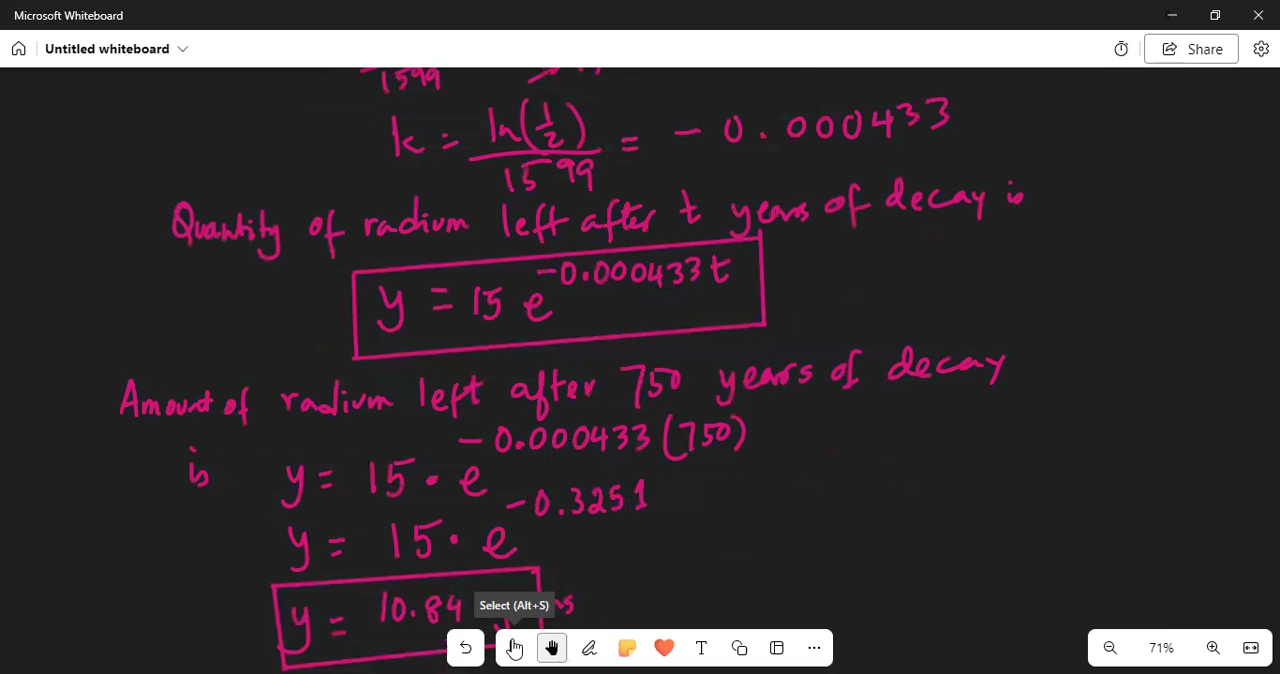 Microsoft Whiteboard
Untitled whiteboard
Share
1599
k = ln(1/2) / 1599 = - 0.000433
Quantity of radium left after t years of decay is
y = 15 e^-0.000433t
Amount of radium left after 750 years of decay
is y = 15 · e^-0.000433(750)
y = 15 · e^-0.3251
y = 10.84
Select (Alt+S)
71%